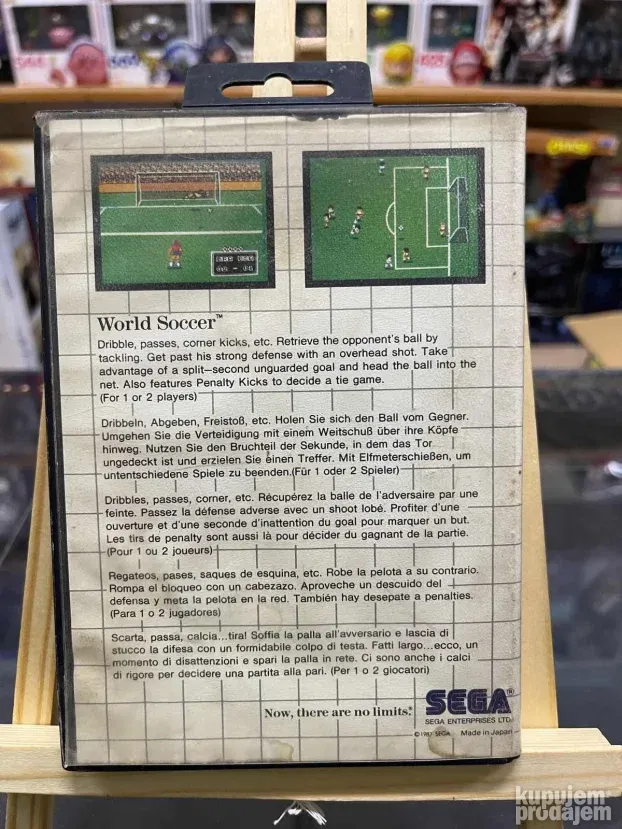 World Soccer™
Dribble, passes, corner kicks, etc. Retrieve the opponent's ball by
tackling. Get past his strong defense with an overhead shot. Take
advantage of a split-second unguarded goal and head the ball into the
net. Also features Penalty Kicks to decide a tie game.
(For 1 or 2 players)
Dribbeln, Abgeben, Freistoß, etc. Holen Sie sich den Ball vom Gegner.
Umgehen Sie die Verteidigung mit einem Weitschuß über ihre Köpfe
hinweg. Nutzen Sie den Bruchteil der Sekunde, in dem das Tor
ungedeckt ist und erzielen Sie einen Treffer. Mit Elfmeterschießen, um
untentschiedene Spiele zu beenden.(Für 1 oder 2 Spieler)
Dribbles, passes, corner, etc. Récupérez la balle de l'adversaire par une
feinte. Passez la défense adverse avec un shoot lobé. Profiter d'une
ouverture et d'une seconde d'inattention du goal pour marquer un but.
Les tirs de penalty sont aussi là pour décider du gagnant de la partie.
(Pour 1 ou 2 joueurs)
Regateos, pases, saques de esquina, etc. Robe la pelota a su contrario.
Rompa el bloqueo con un cabezazo. Aproveche un descuido del
defensa y meta la pelota en la red. También hay desepate a penalties.
(Para 1 o 2 jugadores)
Scarta, passa, calcia...tira! Soffia la palla all'avversario e lascia di
stucco la difesa con un formidabile colpo di testa. Fatti largo...ecco, un
momento di disattenzioni e spari la palla in rete. Ci sono anche i calci
di rigore per decidere una partita alla pari. (Per 1 o 2 giocatori)
Now, there are no limits.®
SEGA®
SEGA ENTERPRISES LTD.
©1987 SEGA Made in Japan
kupujem
prodajem